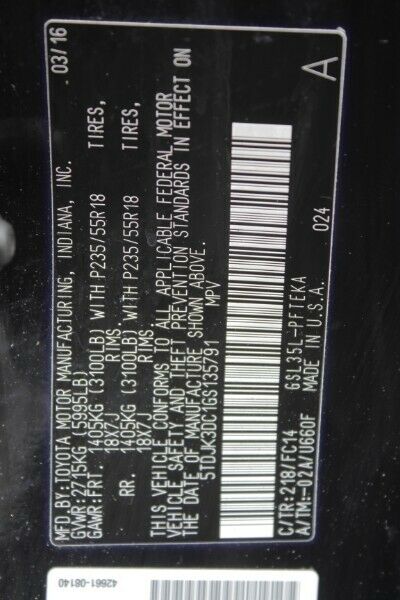 MFD.BY:TOYOTA MOTOR MANUFACTURING, INDIANA, INC. 03/16
GVWR:2715KG (5995LB)
GAWR:FRT. 1405KG (3100LB) WITH P235/55R18 TIRES,
18X7J RIMS
RR. 1405KG (3100LB) WITH P235/55R18 TIRES,
18X7J RIMS
THIS VEHICLE CONFORMS TO ALL APPLICABLE FEDERAL MOTOR
VEHICLE SAFETY AND THEFT PREVENTION STANDARDS IN EFFECT ON
THE DATE OF MANUFACTURE SHOWN ABOVE.
5TDJK3DC1GS135791 MPV
C/TR:218/FC14 GSL35L-PFTEKA 024
A/TM:-02A/U660F MADE IN U.S.A. A
42661-08140